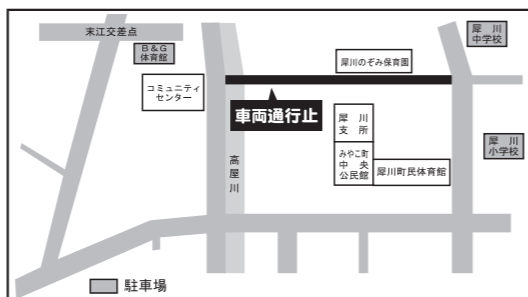 末江交差点
B&G
体育館
コミュニティ
センター
犀川のぞみ保育園
犀川
中学校
車両通行止
犀川
支所
みやこ町
中央
公民館
犀川町民体育館
犀川
小学校
高屋川
駐車場